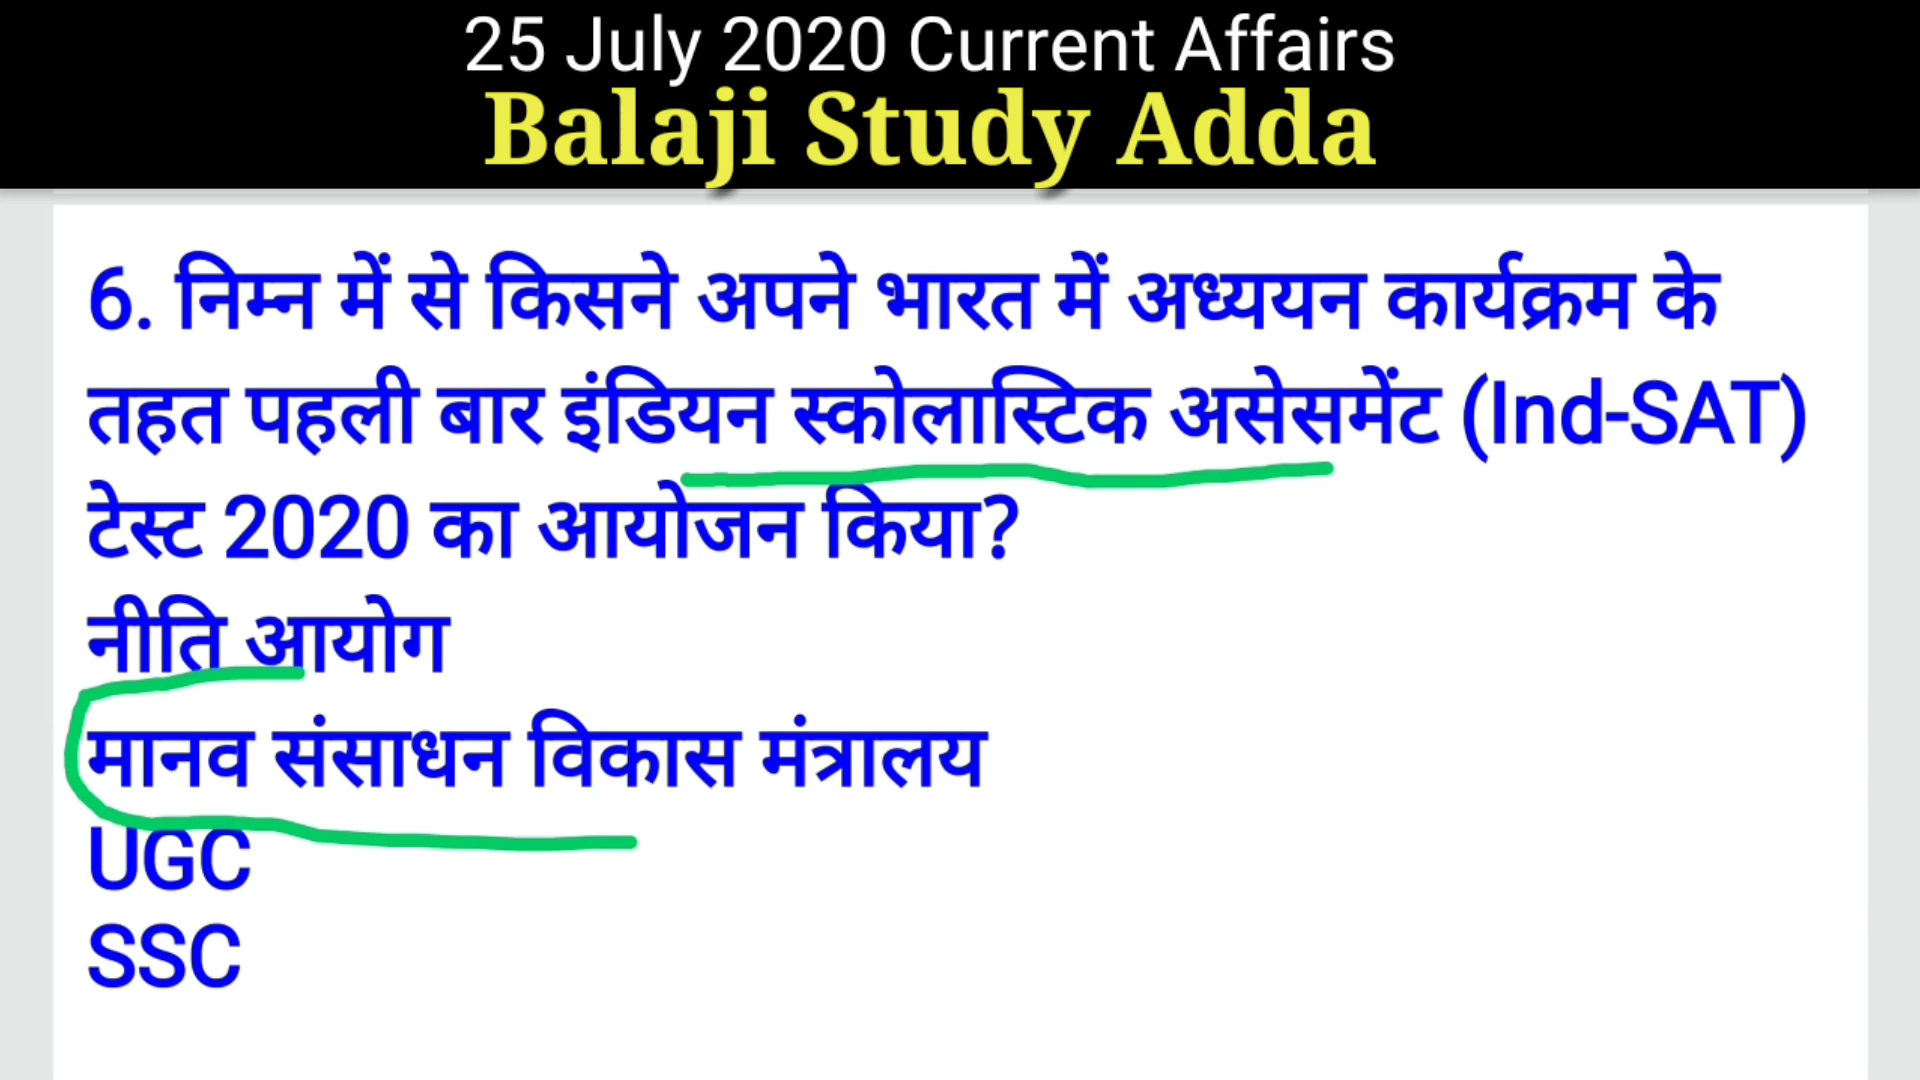 25 July 2020 Current Affairs
Balaji Study Adda
6. निम्न में से किसने अपने भारत में अध्ययन कार्यक्रम के
तहत पहली बार इंडियन स्कोलास्टिक असेसमेंट (Ind-SAT)
टेस्ट 2020 का आयोजन किया?
नीति आयोग
मानव संसाधन विकास मंत्रालय
UGC
SSC